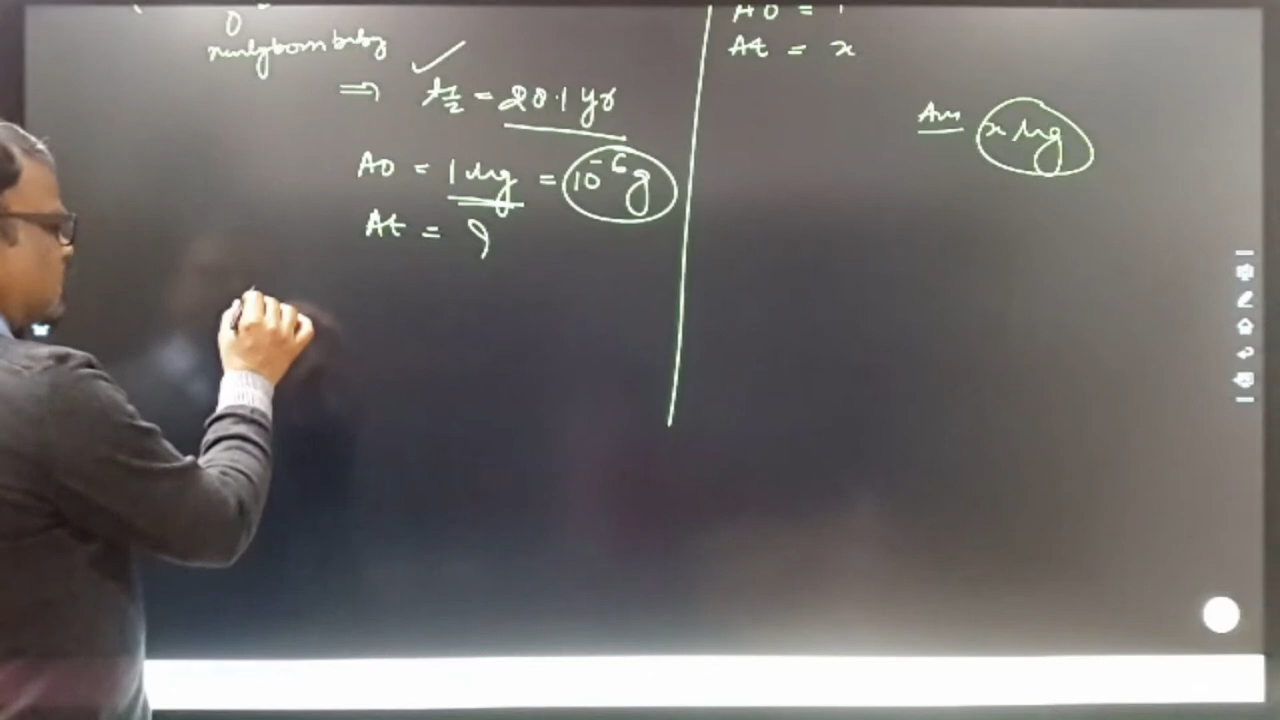 newly born baby
⇒ t1/2 = 28.1 yr
A0 = 1 μg = 10⁻⁶ g
At = ?
A0 = 1
At = x
Ans x μg